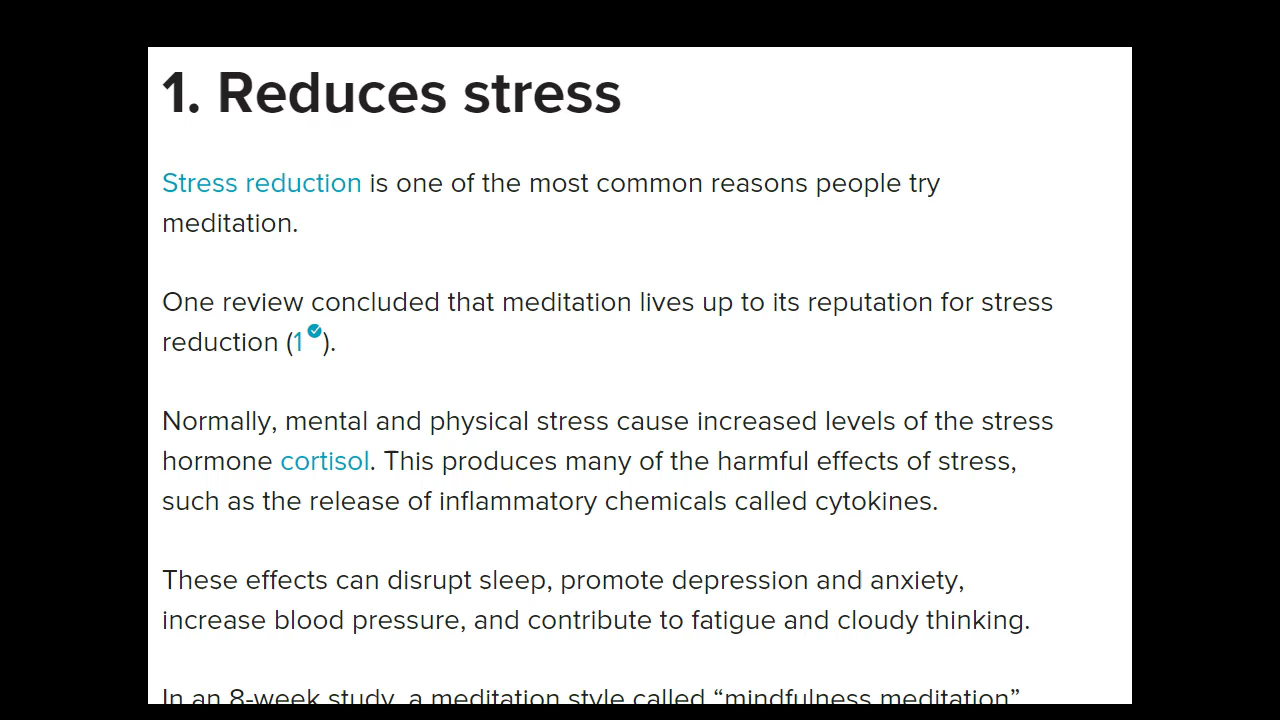 1. Reduces stress
Stress reduction is one of the most common reasons people try
meditation.
One review concluded that meditation lives up to its reputation for stress
reduction (1).
Normally, mental and physical stress cause increased levels of the stress
hormone cortisol. This produces many of the harmful effects of stress,
such as the release of inflammatory chemicals called cytokines.
These effects can disrupt sleep, promote depression and anxiety,
increase blood pressure, and contribute to fatigue and cloudy thinking.
In an 8-week study, a meditation style called “mindfulness meditation”